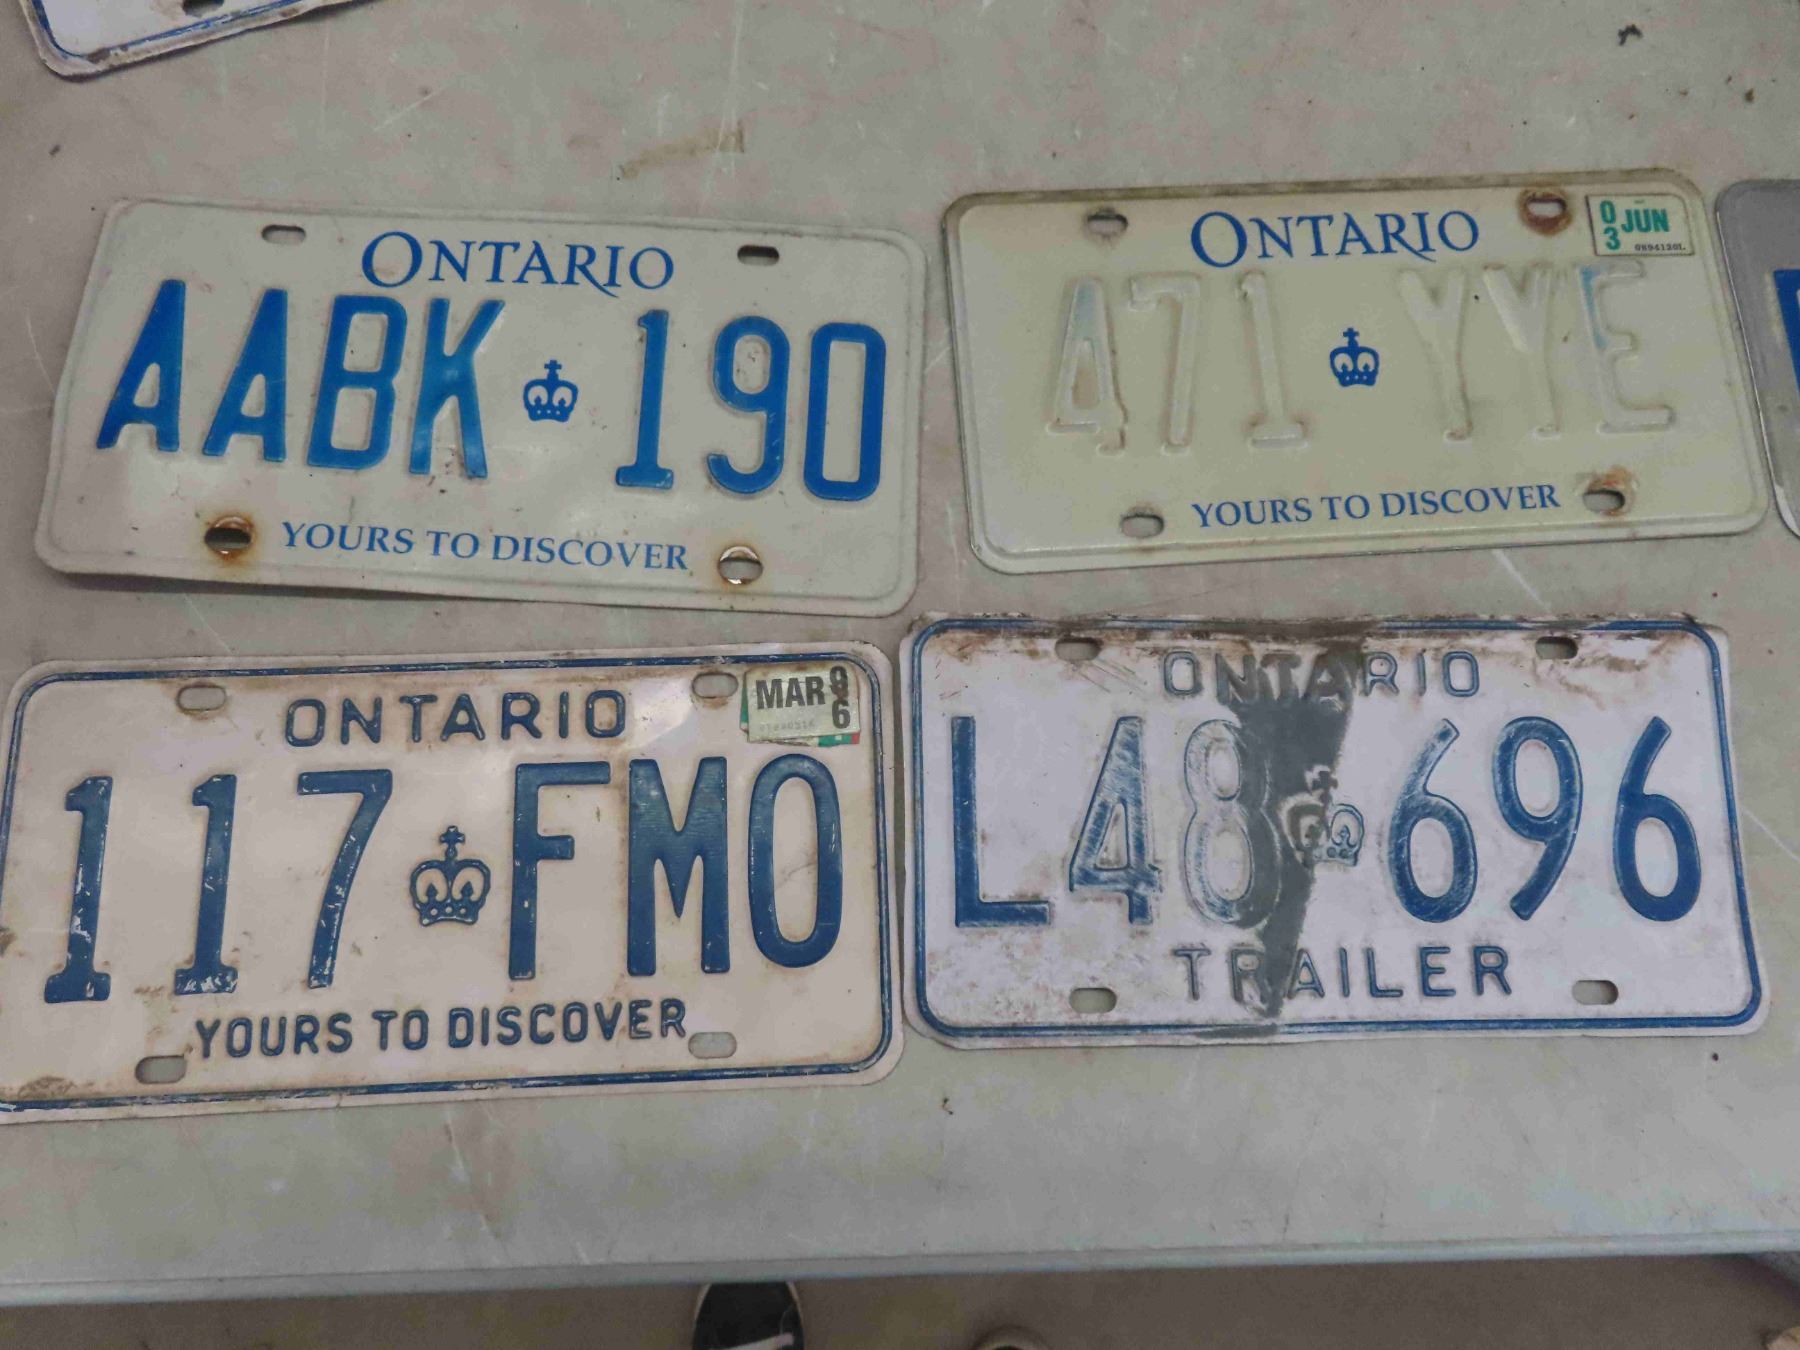 ONTARIO
AABK 190
YOURS TO DISCOVER
ONTARIO
03 JUN
471 YYE
YOURS TO DISCOVER
ONTARIO
MAR 96
117 FMO
YOURS TO DISCOVER
ONTARIO
L48 696
TRAILER